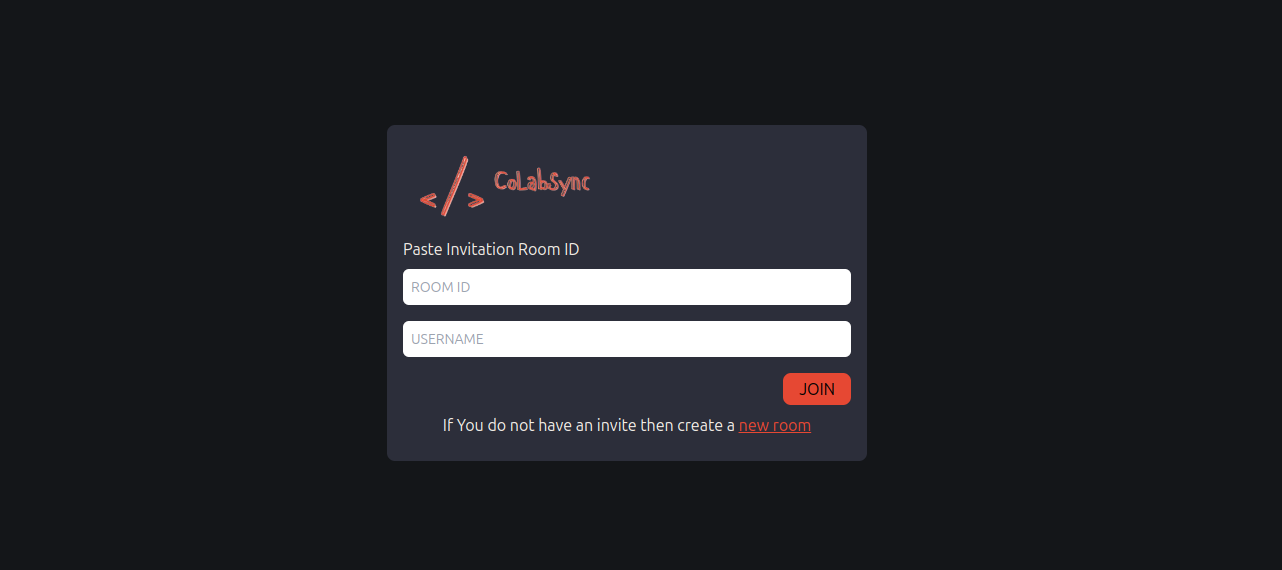 </> CoLabSync
Paste Invitation Room ID
ROOM ID
USERNAME
JOIN
If You do not have an invite then create a new room